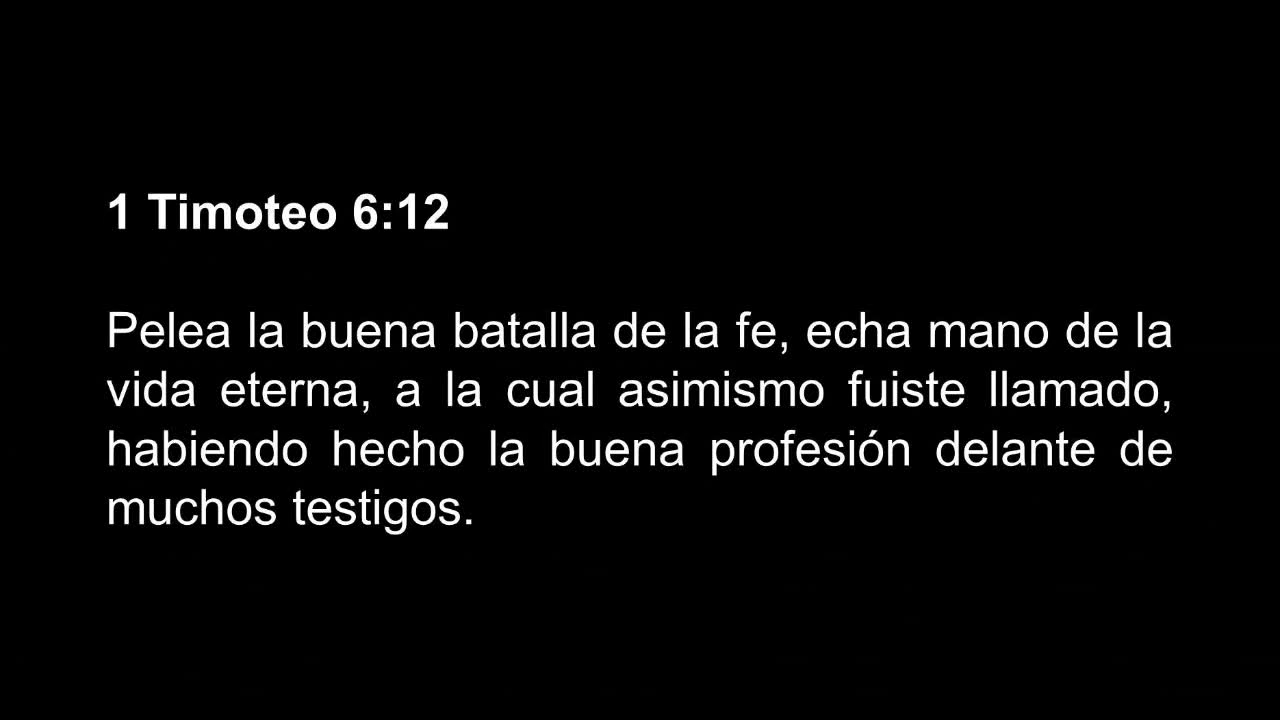 1 Timoteo 6:12
Pelea la buena batalla de la fe, echa mano de la
vida eterna, a la cual asimismo fuiste llamado,
habiendo hecho la buena profesión delante de
muchos testigos.